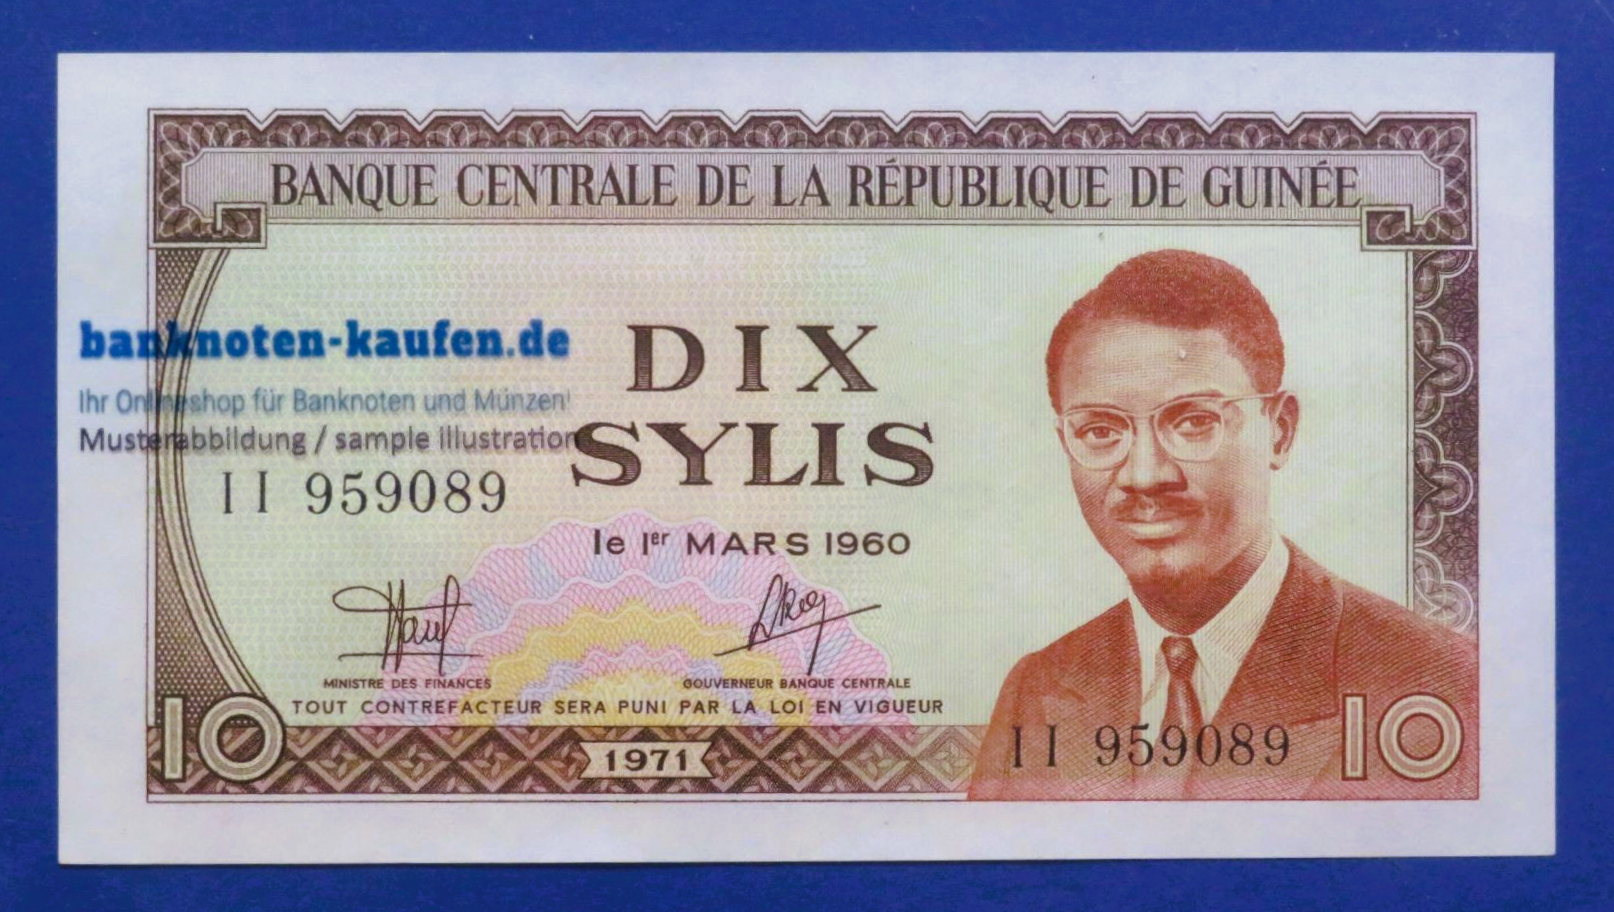 BANQUE CENTRALE DE LA RÉPUBLIQUE DE GUINÉE
banknoten-kaufen.de
Ihr Onlineshop für Banknoten und Münzen!
Musterabbildung / sample illustration
DIX
SYLIS
II 959089
le 1er MARS 1960
MINISTRE DES FINANCES
GOUVERNEUR BANQUE CENTRALE
TOUT CONTREFACTEUR SERA PUNI PAR LA LOI EN VIGUEUR
10
1971
II 959089
10